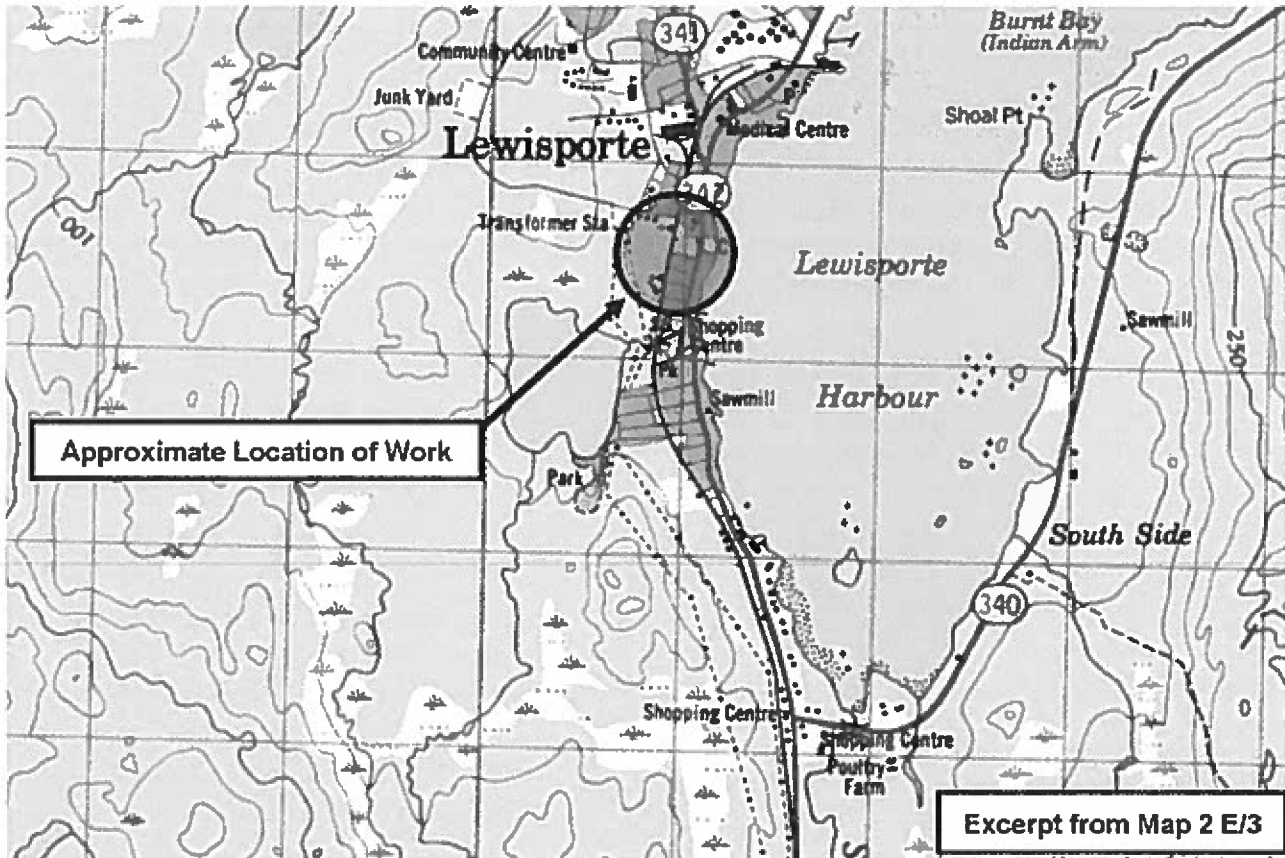 341
Burnt Bay
(Indian Arm)
Community Centre
Junk Yard
Shoal Pt
Medical Centre
Lewisporte
Transformer Sta
100
Lewisporte
Sawmill
Shopping
Centre
250
Harbour
Sawmill
Approximate Location of Work
Park
South Side
340
Shopping Centre
Shopping Centre
Poultry
Farm
0
Excerpt from Map 2 E/3
S